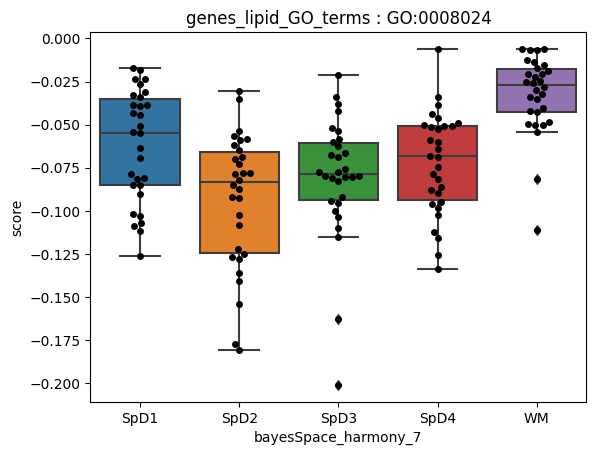 genes_lipid_GO_terms : GO:0008024
0.000
−0.025
−0.050
−0.075
−0.100
−0.125
−0.150
−0.175
−0.200
score
SpD1 SpD2 SpD3 SpD4 WM
bayesSpace_harmony_7